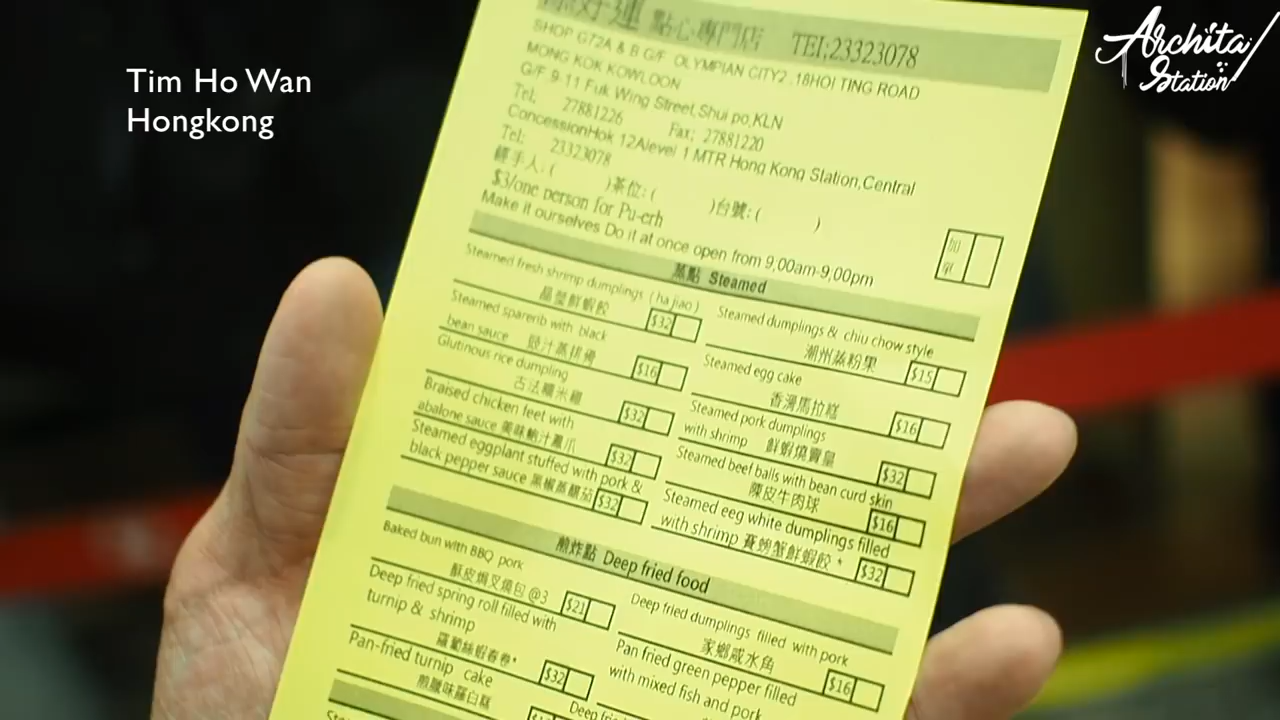 Tim Ho Wan
Hongkong
Archita
Station
添好運 點心專門店 TEl;23323078
SHOP G72A & B G/F OLYMPIAN CITY2, 18HOI TING ROAD
MONG KOK KOWLOON
G/F 9-11 Fuk Wing Street,Shui po,KLN
Tel; 27881226 Fax; 27881220
ConcessionHok 12Alevel 1 MTR Hong Kong Station,Central
Tel: 23323078
經手人:( )茶位:( )台號:( )
$3/one person for Pu-erh
Make it ourselves Do it at once open from 9,00am-9,00pm
加單
蒸點 Steamed
Steamed fresh shrimp dumplings (ha jiao)
晶瑩鮮蝦餃 $32
Steamed sparerib with black
bean sauce 豉汁蒸排骨 $16
Glutinous rice dumpling
古法糯米雞 $32
Braised chicken feet with
abalone sauce 美味鮑汁鳳爪 $32
Steamed eggplant stuffed with pork &
black pepper sauce 黑椒蒸釀茄 $32
Steamed dumplings & chiu chow style
潮州蒸粉果 $15
Steamed egg cake
香滑馬拉糕 $16
Steamed pork dumplings
with shrimp 鮮蝦燒賣皇 $32
Steamed beef balls with bean curd skin
陳皮牛肉球 $16
Steamed eeg white dumplings filled
with shrimp 賽螃蟹鮮蝦餃 * $32
煎炸點 Deep fried food
Baked bun with BBQ pork
酥皮焗叉燒包@3 $21
Deep fried spring roll filled with
turnip & shrimp
羅蔔絲蝦春卷* $32
Pan-fried turnip cake
煎臘味羅白糕
Deep fried dumplings filled with pork
家鄉咸水角 $16
Pan fried green pepper filled
with mixed fish and pork
Deep